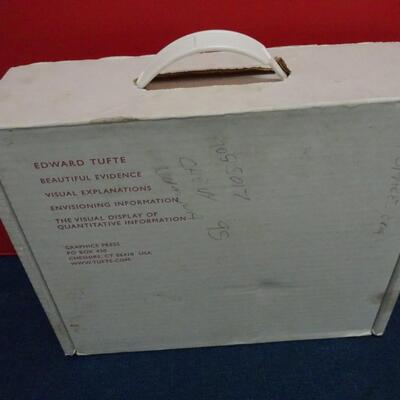 EDWARD TUFTE
BEAUTIFUL EVIDENCE
VISUAL EXPLANATIONS
ENVISIONING INFORMATION
THE VISUAL DISPLAY OF
QUANTITATIVE INFORMATION
GRAPHICS PRESS
PO BOX 430
CHESHIRE, CT 06410 USA
WWW.TUFTE.COM